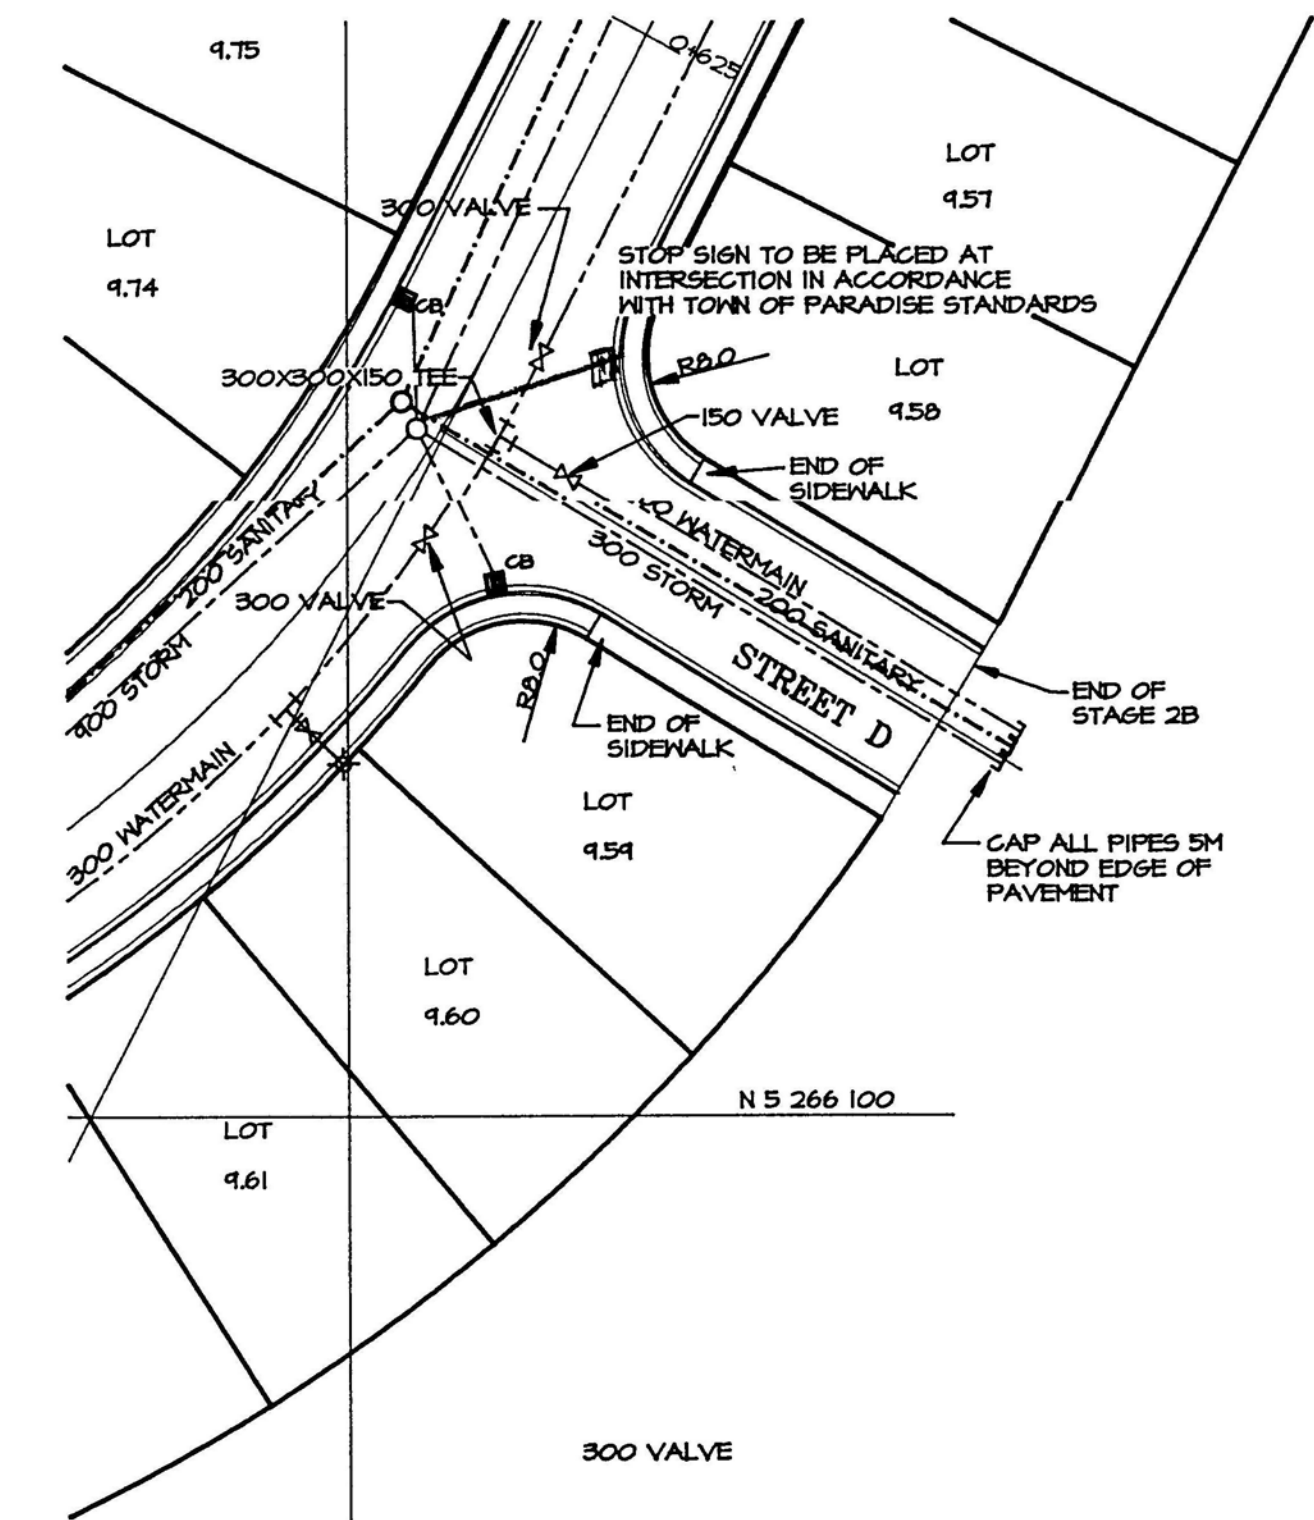 9.75
0+625
LOT
9.57
300 VALVE
LOT
9.74
STOP SIGN TO BE PLACED AT
INTERSECTION IN ACCORDANCE
WITH TOWN OF PARADISE STANDARDS
CB
R8.0
LOT
9.58
300X300X150 TEE
150 VALVE
END OF
SIDEWALK
200 SANITARY
WATERMAIN
300 STORM
CB
200 SANITARY
300 VALVE
900 STORM
STREET D
R8.0
END OF
STAGE 2B
END OF
SIDEWALK
300 WATERMAIN
LOT
9.59
CAP ALL PIPES 5M
BEYOND EDGE OF
PAVEMENT
LOT
9.60
N 5 266 100
LOT
9.61
300 VALVE